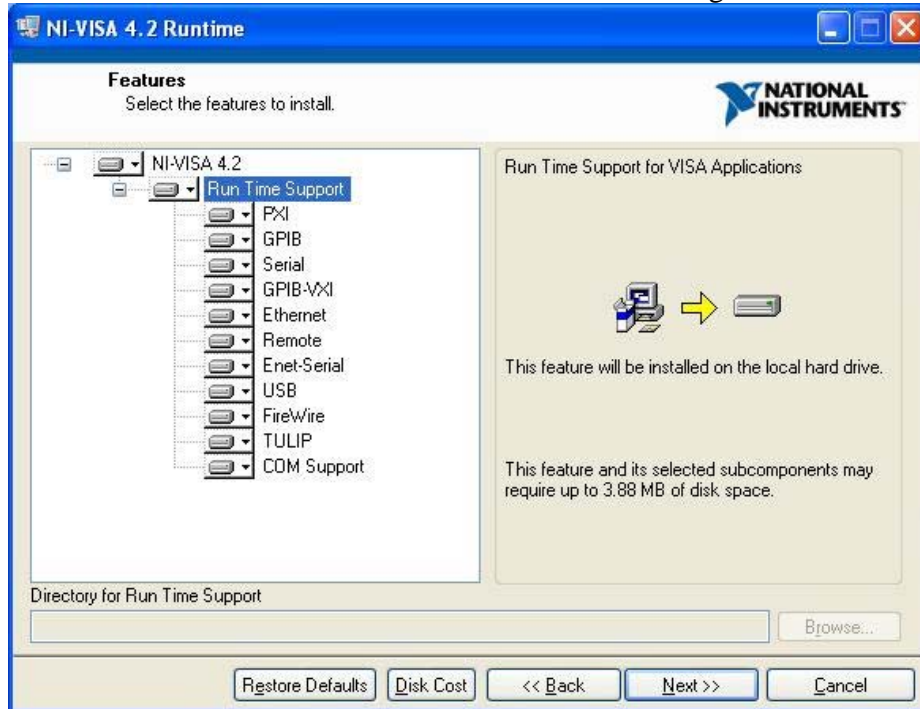 NI-VISA 4.2 Runtime
Features
Select the features to install.
NATIONAL
INSTRUMENTS
NI-VISA 4.2
Run Time Support
PXI
GPIB
Serial
GPIB-VXI
Ethernet
Remote
Enet-Serial
USB
FireWire
TULIP
COM Support
Run Time Support for VISA Applications
This feature will be installed on the local hard drive.
This feature and its selected subcomponents may
require up to 3.88 MB of disk space.
Directory for Run Time Support
Browse...
Restore Defaults
Disk Cost
<< Back
Next >>
Cancel